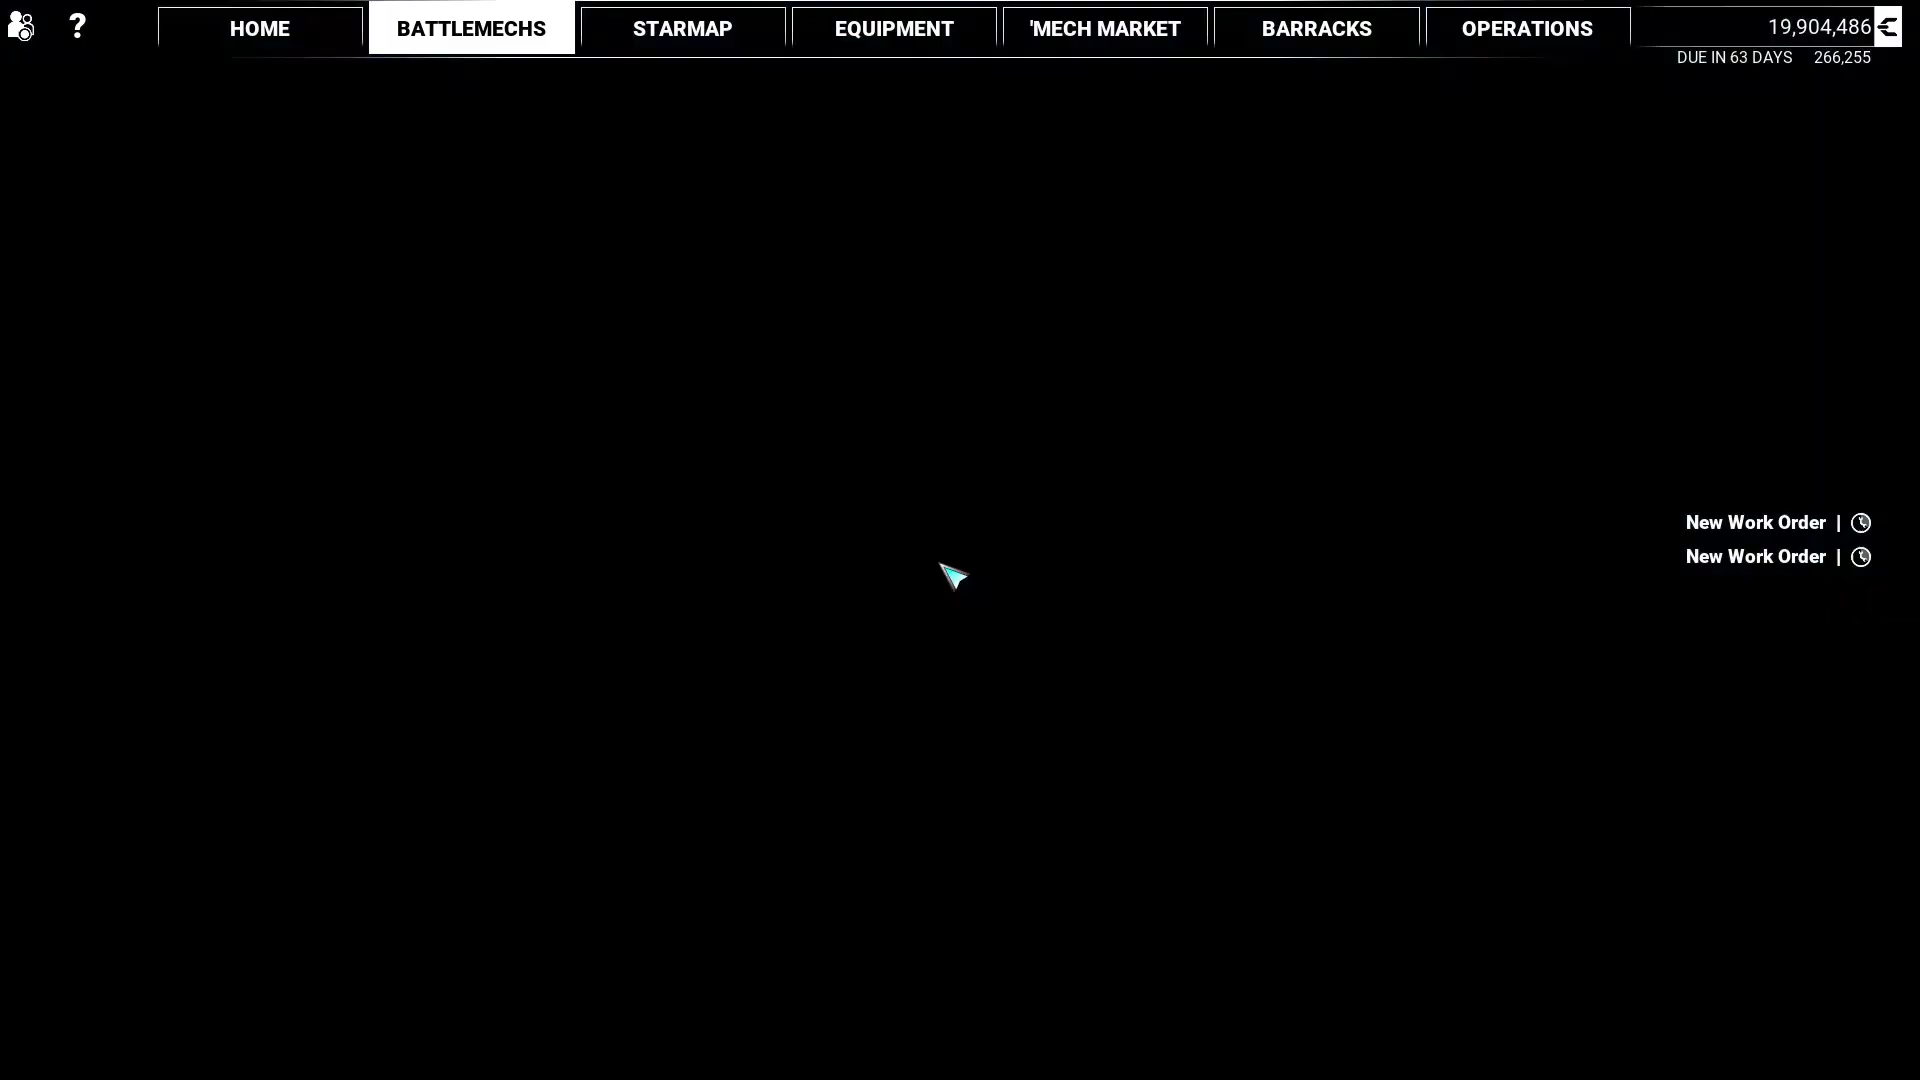 ?
HOME
BATTLEMECHS
STARMAP
EQUIPMENT
'MECH MARKET
BARRACKS
OPERATIONS
19,904,486
DUE IN 63 DAYS 266,255
New Work Order |
New Work Order |